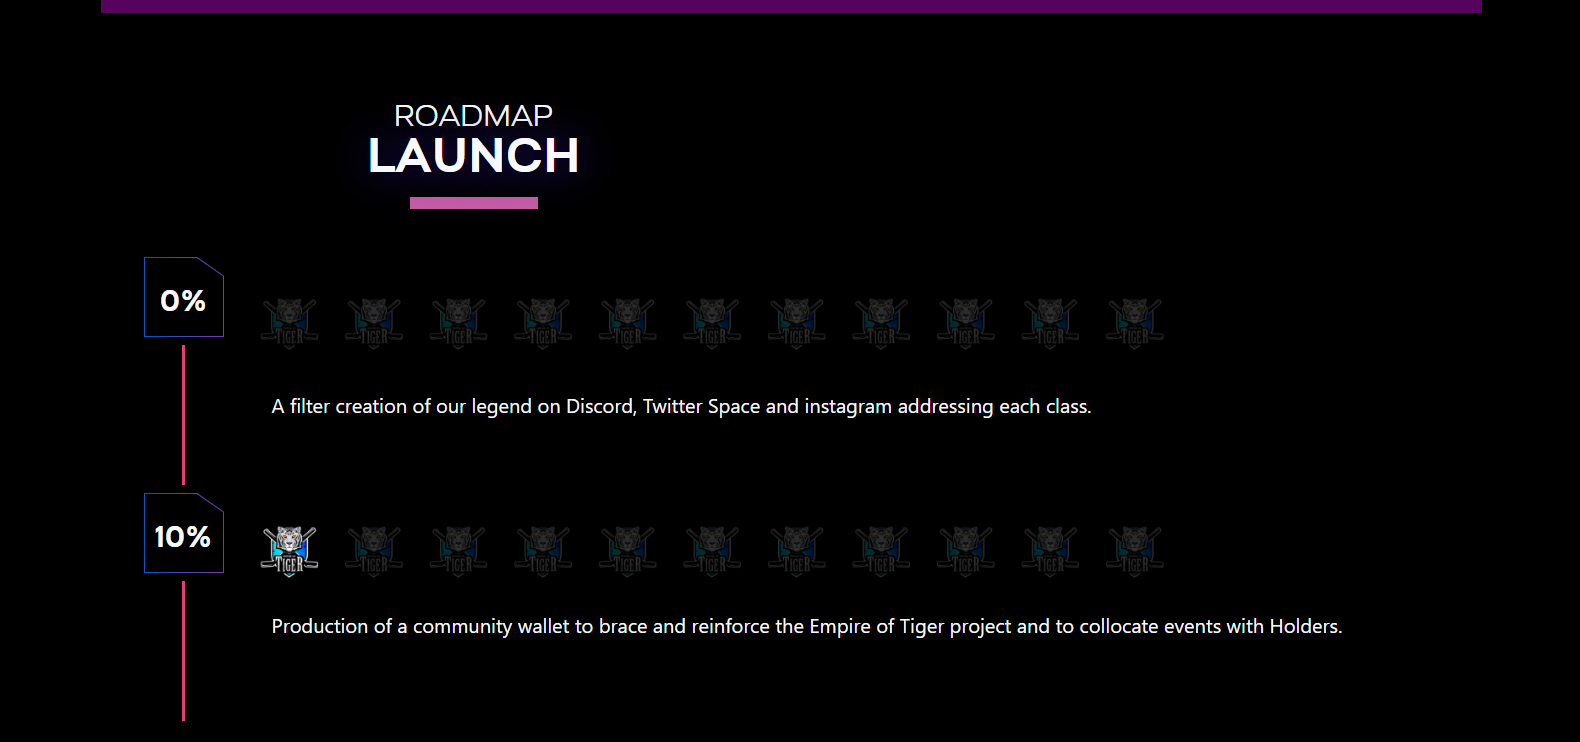 ROADMAP
LAUNCH
0%
TIGER TIGER TIGER TIGER TIGER TIGER TIGER TIGER TIGER TIGER TIGER
A filter creation of our legend on Discord, Twitter Space and instagram addressing each class.
10%
TIGER TIGER TIGER TIGER TIGER TIGER TIGER TIGER TIGER TIGER TIGER
Production of a community wallet to brace and reinforce the Empire of Tiger project and to collocate events with Holders.